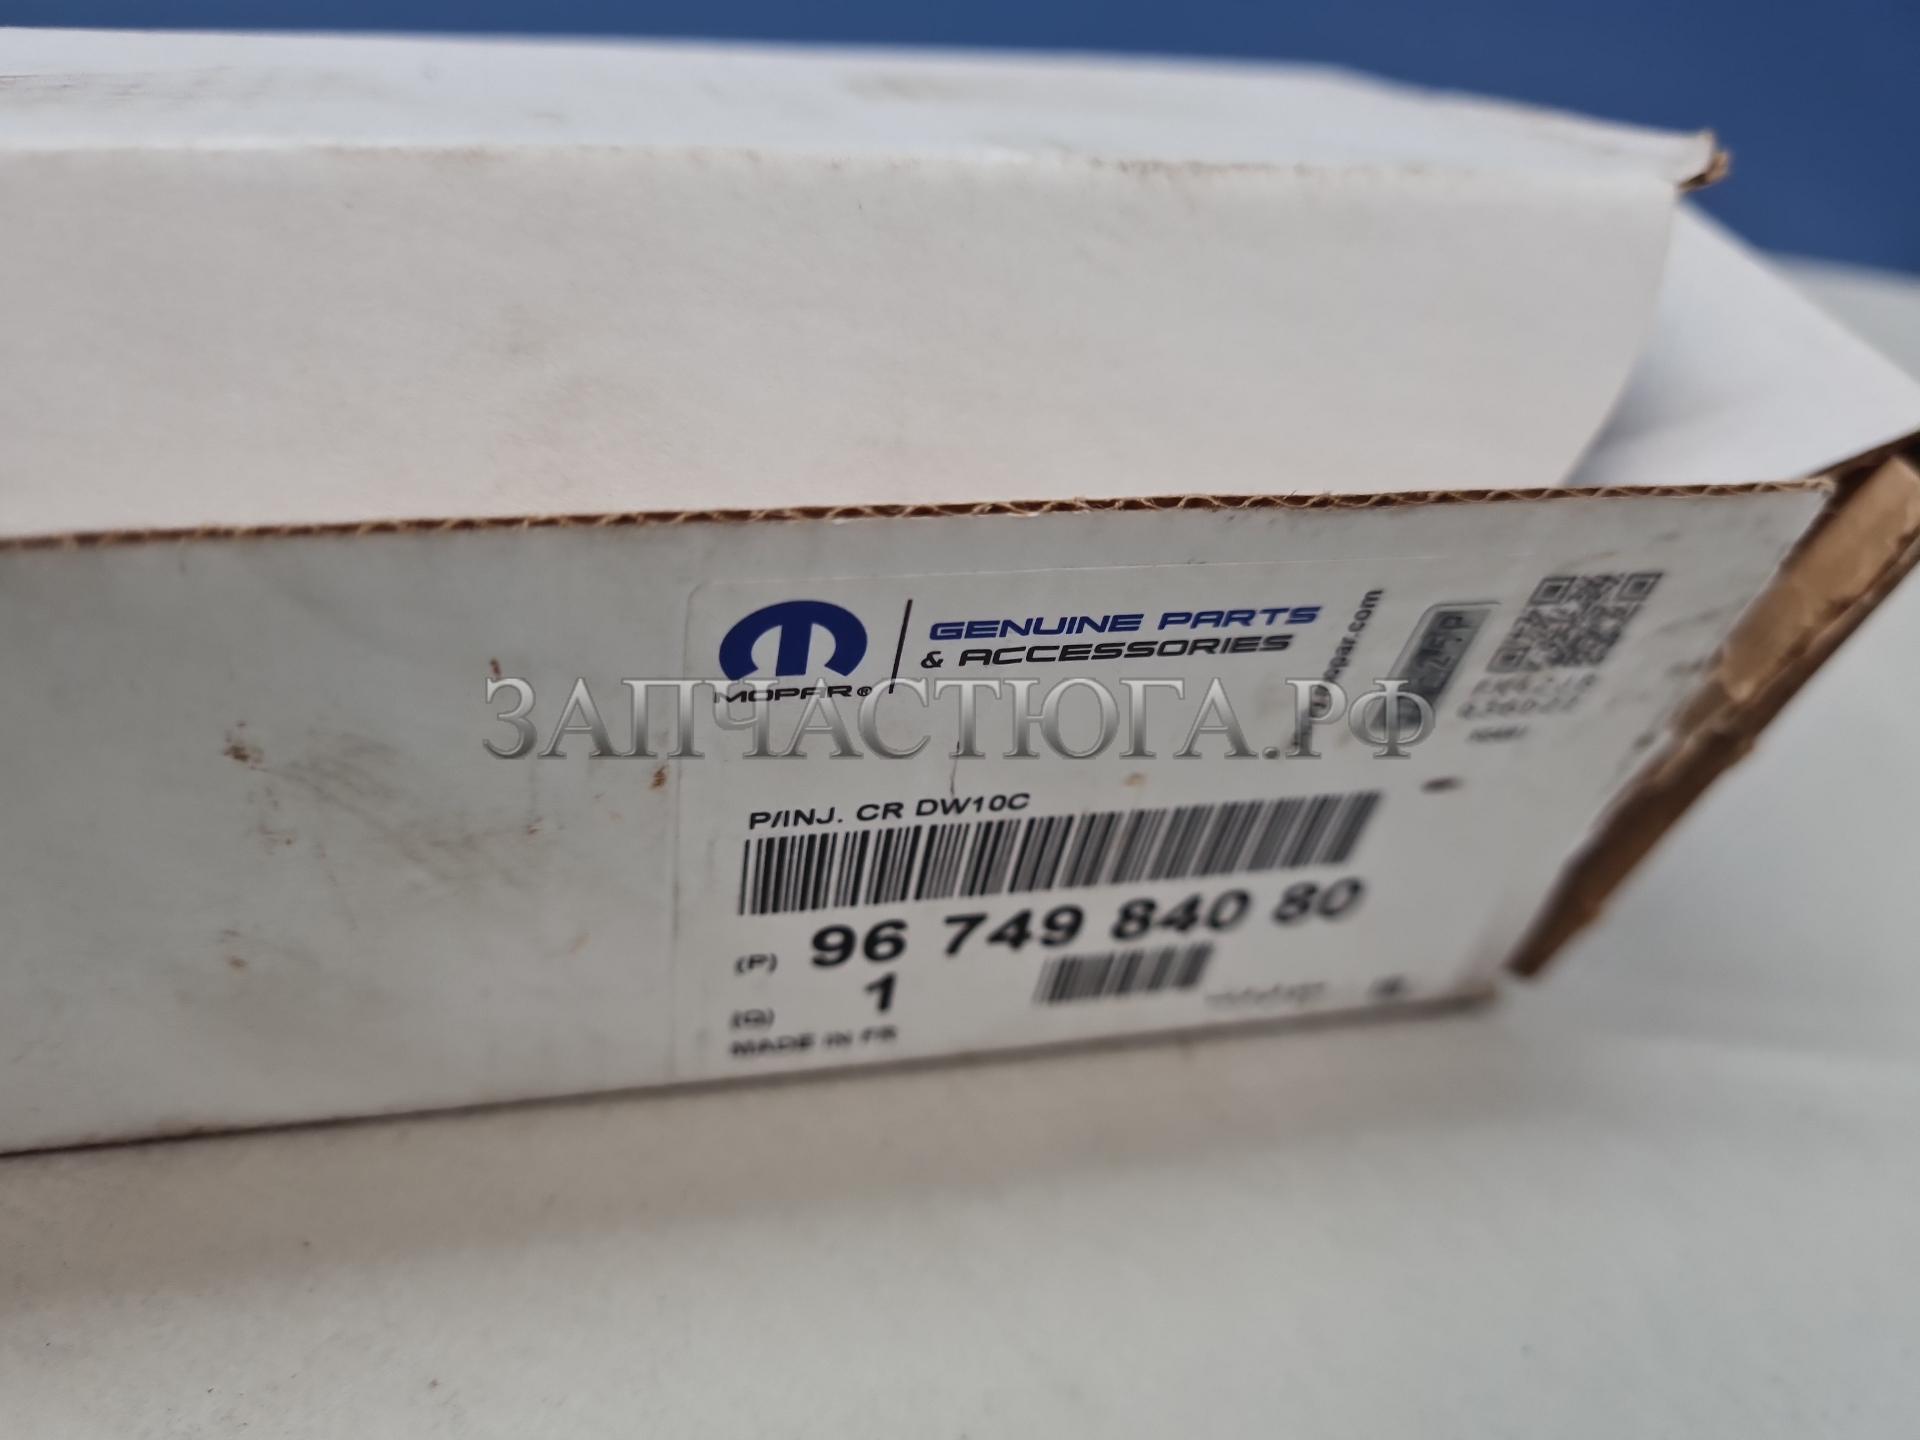 MOPAR®
GENUINE PARTS
& ACCESSORIES
ЗАПЧАСТЮГА.РФ
P/INJ. CR DW10C
(P) 96 749 840 80
(Q) 1
MADE IN FR